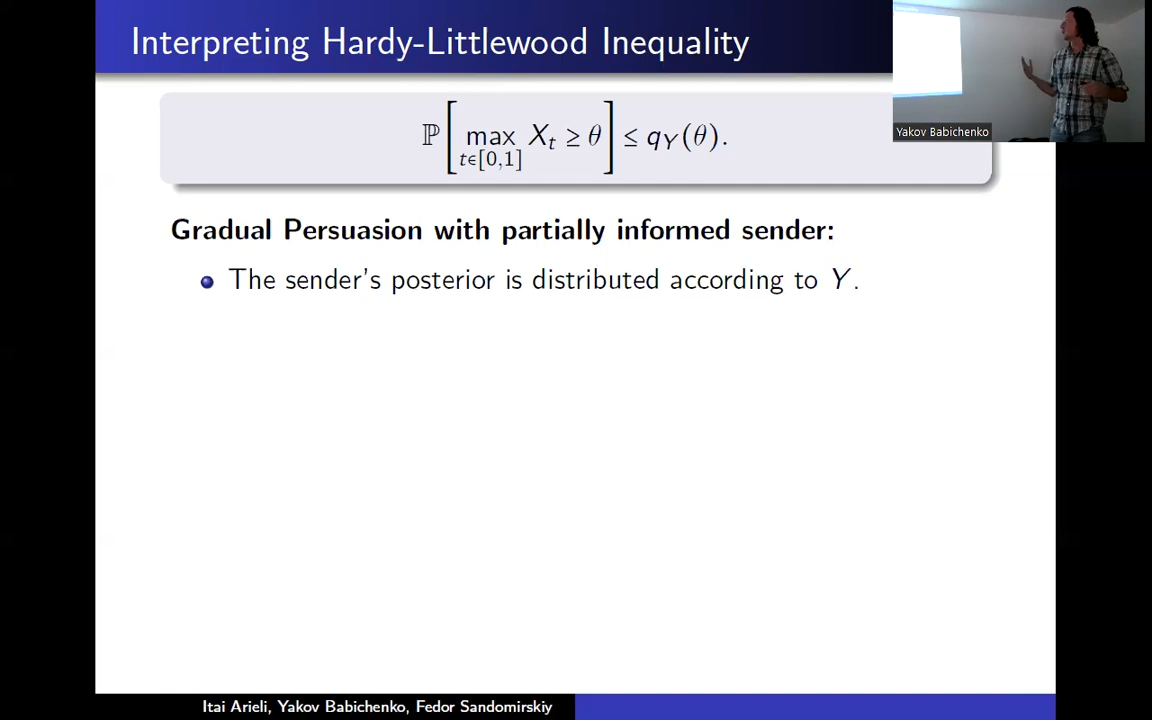 Interpreting Hardy-Littlewood Inequality
ℙ[max_{t∈[0,1]} X_t ≥ θ] ≤ q_Y(θ).
Yakov Babichenko
Gradual Persuasion with partially informed sender:
The sender's posterior is distributed according to Y.
Itai Arieli, Yakov Babichenko, Fedor Sandomirskiy